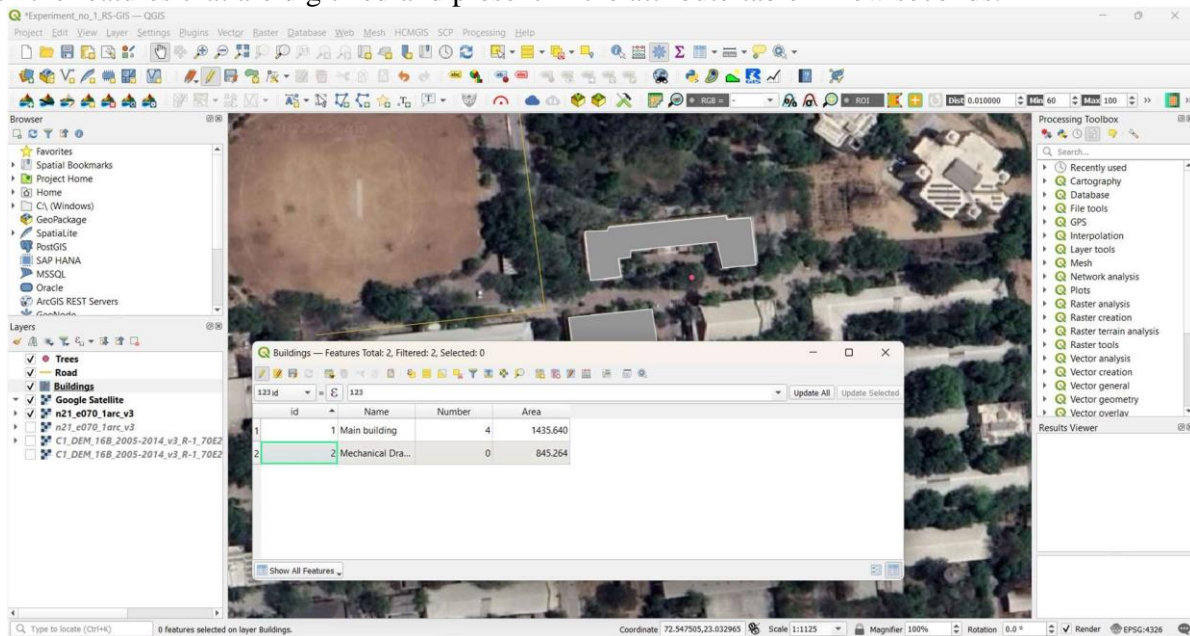 *Experiment_no_1_RS-GIS — QGIS
Project Edit View Layer Settings Plugins Vector Raster Database Web Mesh HCMGIS SCP Processing Help
RGB = -
ROI
Dist 0.010000
Min 60
Max 100
Browser
Favorites
Spatial Bookmarks
Project Home
Home
C:\ (Windows)
GeoPackage
SpatiaLite
PostGIS
SAP HANA
MSSQL
Oracle
ArcGIS REST Servers
GeoNode
Layers
Trees
Road
Buildings
Google Satellite
n21_e070_1arc_v3
n21_e070_1arc_v3
C1_DEM_16B_2005-2014_v3_R-1_70E2
C1_DEM_16B_2005-2014_v3_R-1_70E2
Buildings — Features Total: 2, Filtered: 2, Selected: 0
123 id = ε 123 Update All Update Selected
id Name Number Area
1 1 Main building 4 1435.640
2 2 Mechanical Dra... 0 845.264
Show All Features
Processing Toolbox
Search...
Recently used
Cartography
Database
File tools
GPS
Interpolation
Layer tools
Mesh
Network analysis
Plots
Raster analysis
Raster creation
Raster terrain analysis
Raster tools
Vector analysis
Vector creation
Vector general
Vector geometry
Vector overlay
Results Viewer
Type to locate (Ctrl+K) 0 features selected on layer Buildings. Coordinate 72.547505,23.032965 Scale 1:1125 Magnifier 100% Rotation 0.0 ° Render EPSG:4326